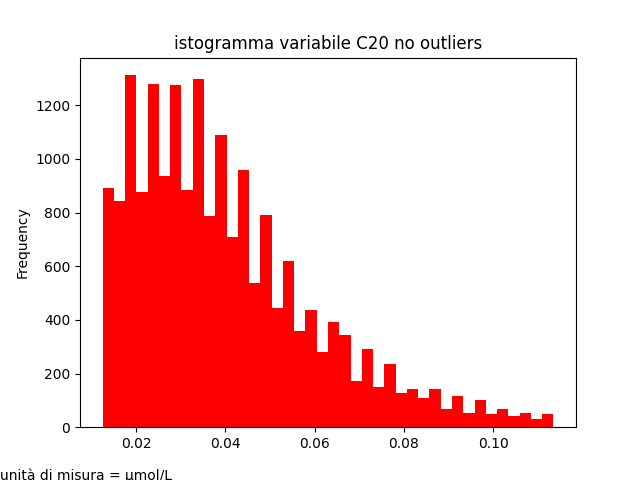 istogramma variabile C20 no outliers
Frequency
1200
1000
800
600
400
200
0
0.02 0.04 0.06 0.08 0.10
unità di misura = μmol/L